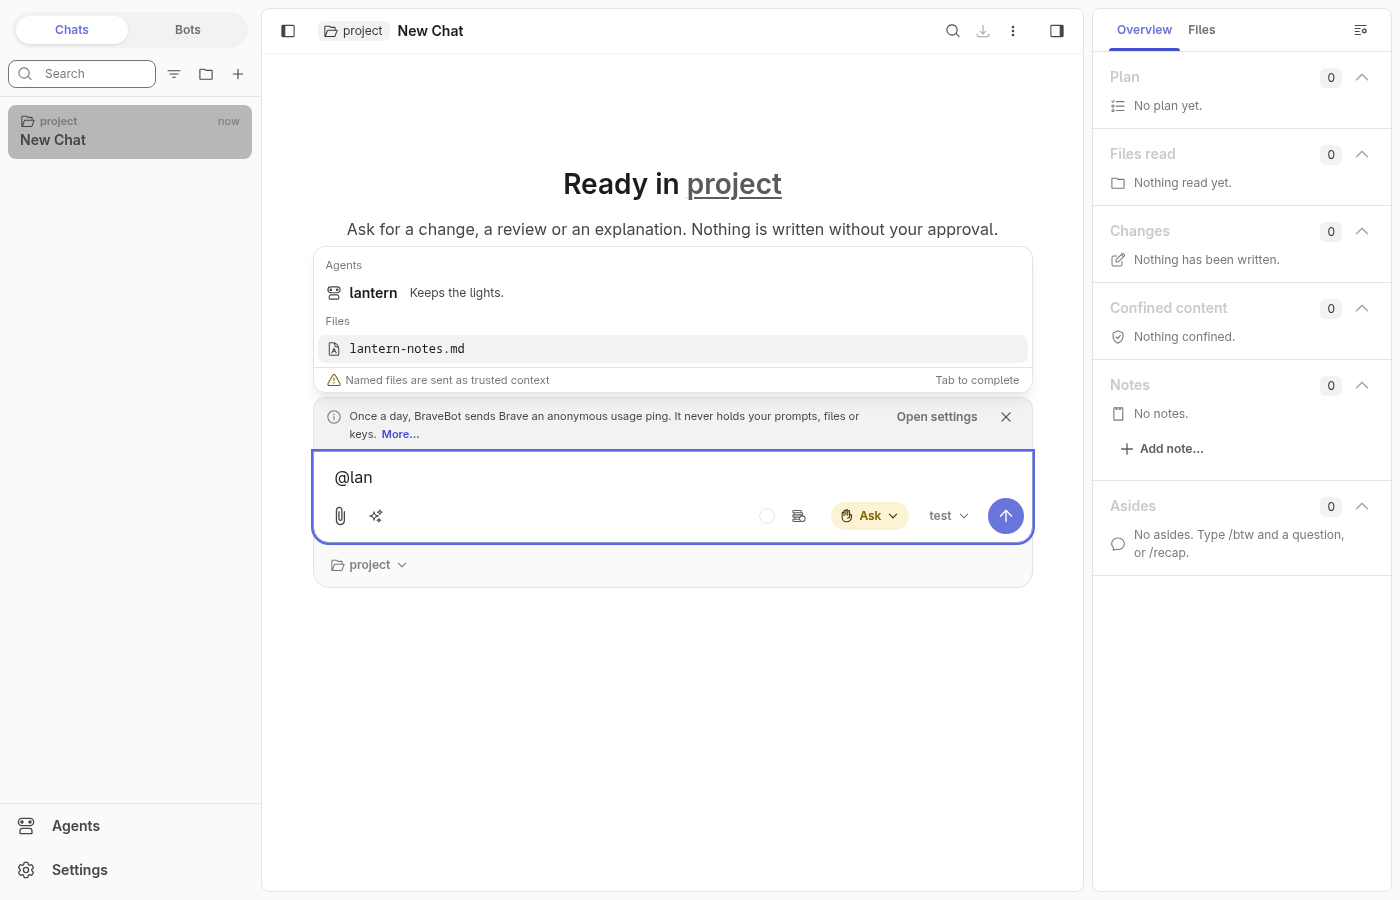 Chats
Bots
Search
project
now
New Chat
Agents
Settings
project
New Chat
Ready in project
Ask for a change, a review or an explanation. Nothing is written without your approval.
Agents
lantern Keeps the lights.
Files
lantern-notes.md
Named files are sent as trusted context
Tab to complete
Once a day, BraveBot sends Brave an anonymous usage ping. It never holds your prompts, files or
keys. More...
Open settings
@lan
Ask
test
project
Overview
Files
Plan
0
No plan yet.
Files read
0
Nothing read yet.
Changes
0
Nothing has been written.
Confined content
0
Nothing confined.
Notes
0
No notes.
Add note...
Asides
0
No asides. Type /btw and a question,
or /recap.